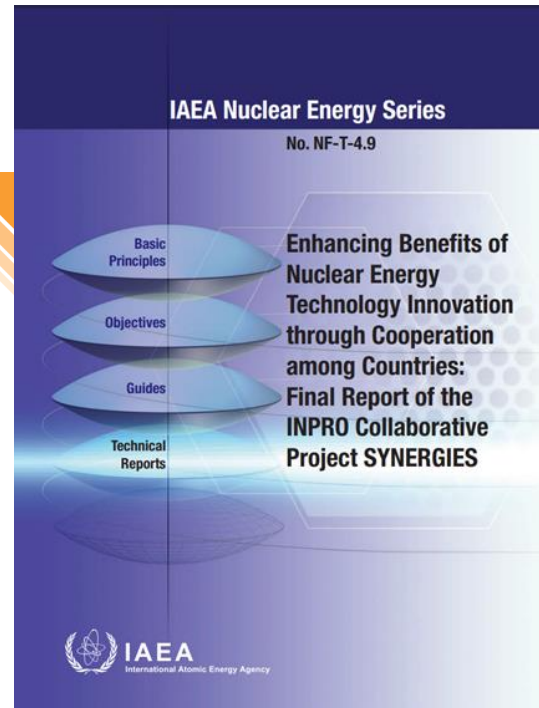 IAEA Nuclear Energy Series
No. NF-T-4.9
Basic
Principles
Objectives
Guides
Technical
Reports
Enhancing Benefits of
Nuclear Energy
Technology Innovation
through Cooperation
among Countries:
Final Report of the
INPRO Collaborative
Project SYNERGIES
IAEA
International Atomic Energy Agency